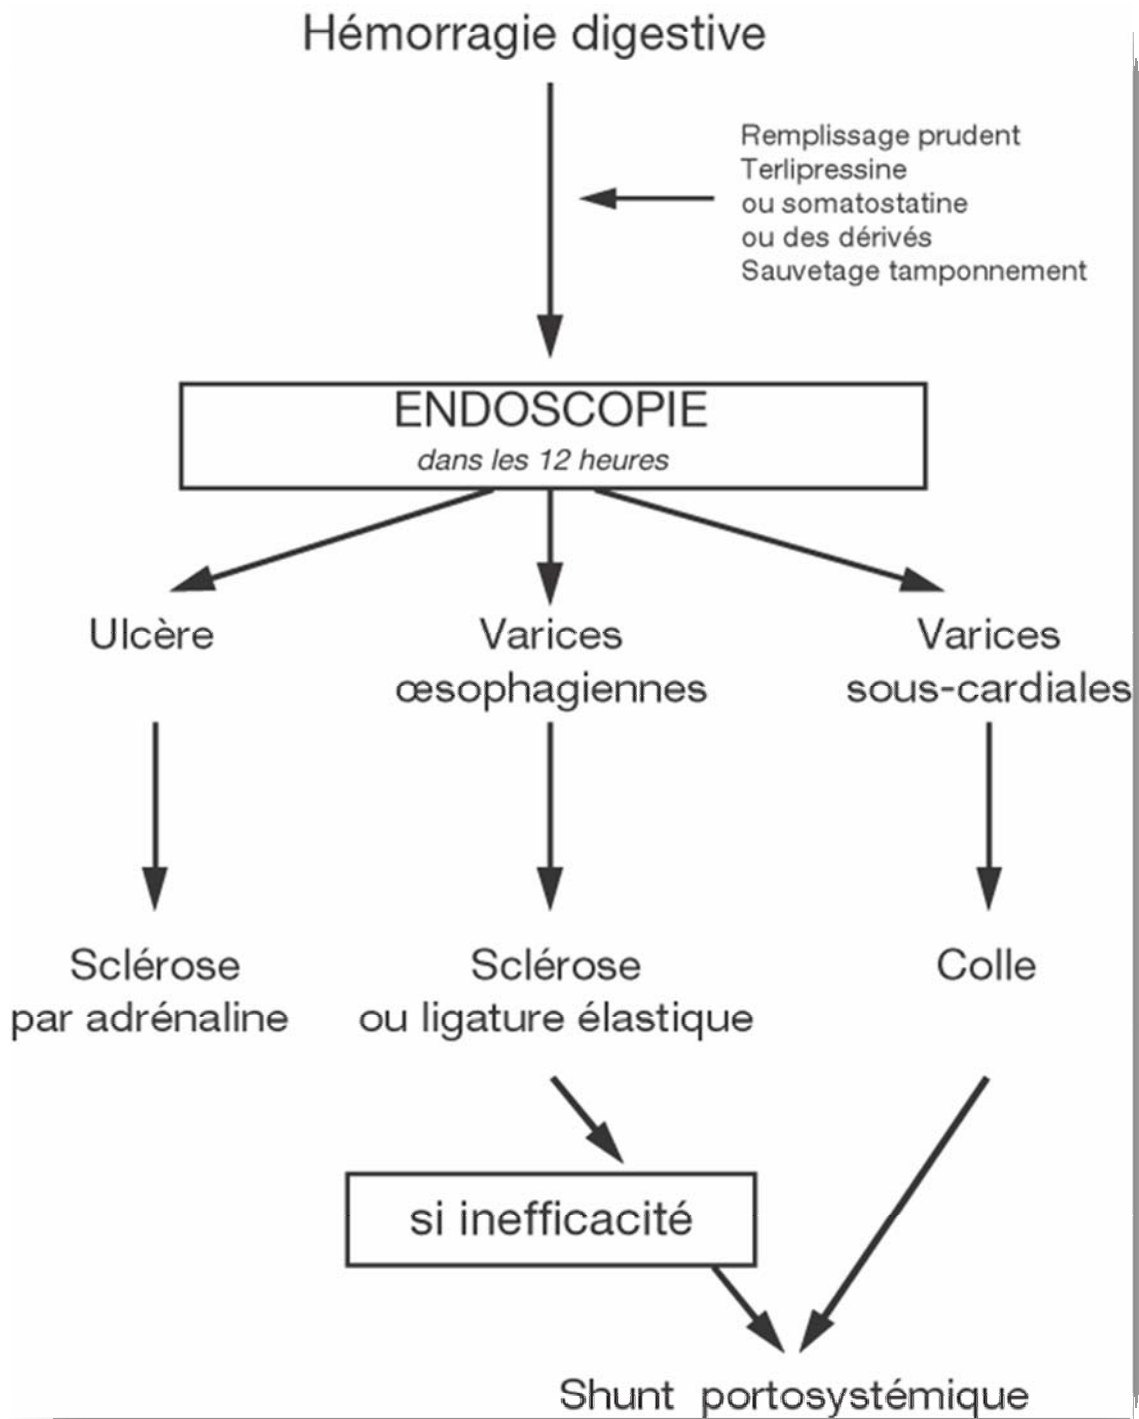 Hémorragie digestive
Remplissage prudent
Terlipressine
ou somatostatine
ou des dérivés
Sauvetage tamponnement
ENDOSCOPIE
dans les 12 heures
Ulcère
Varices
œsophagiennes
Varices
sous-cardiales
Sclérose
par adrénaline
Sclérose
ou ligature élastique
Colle
si inefficacité
Shunt portosystémique